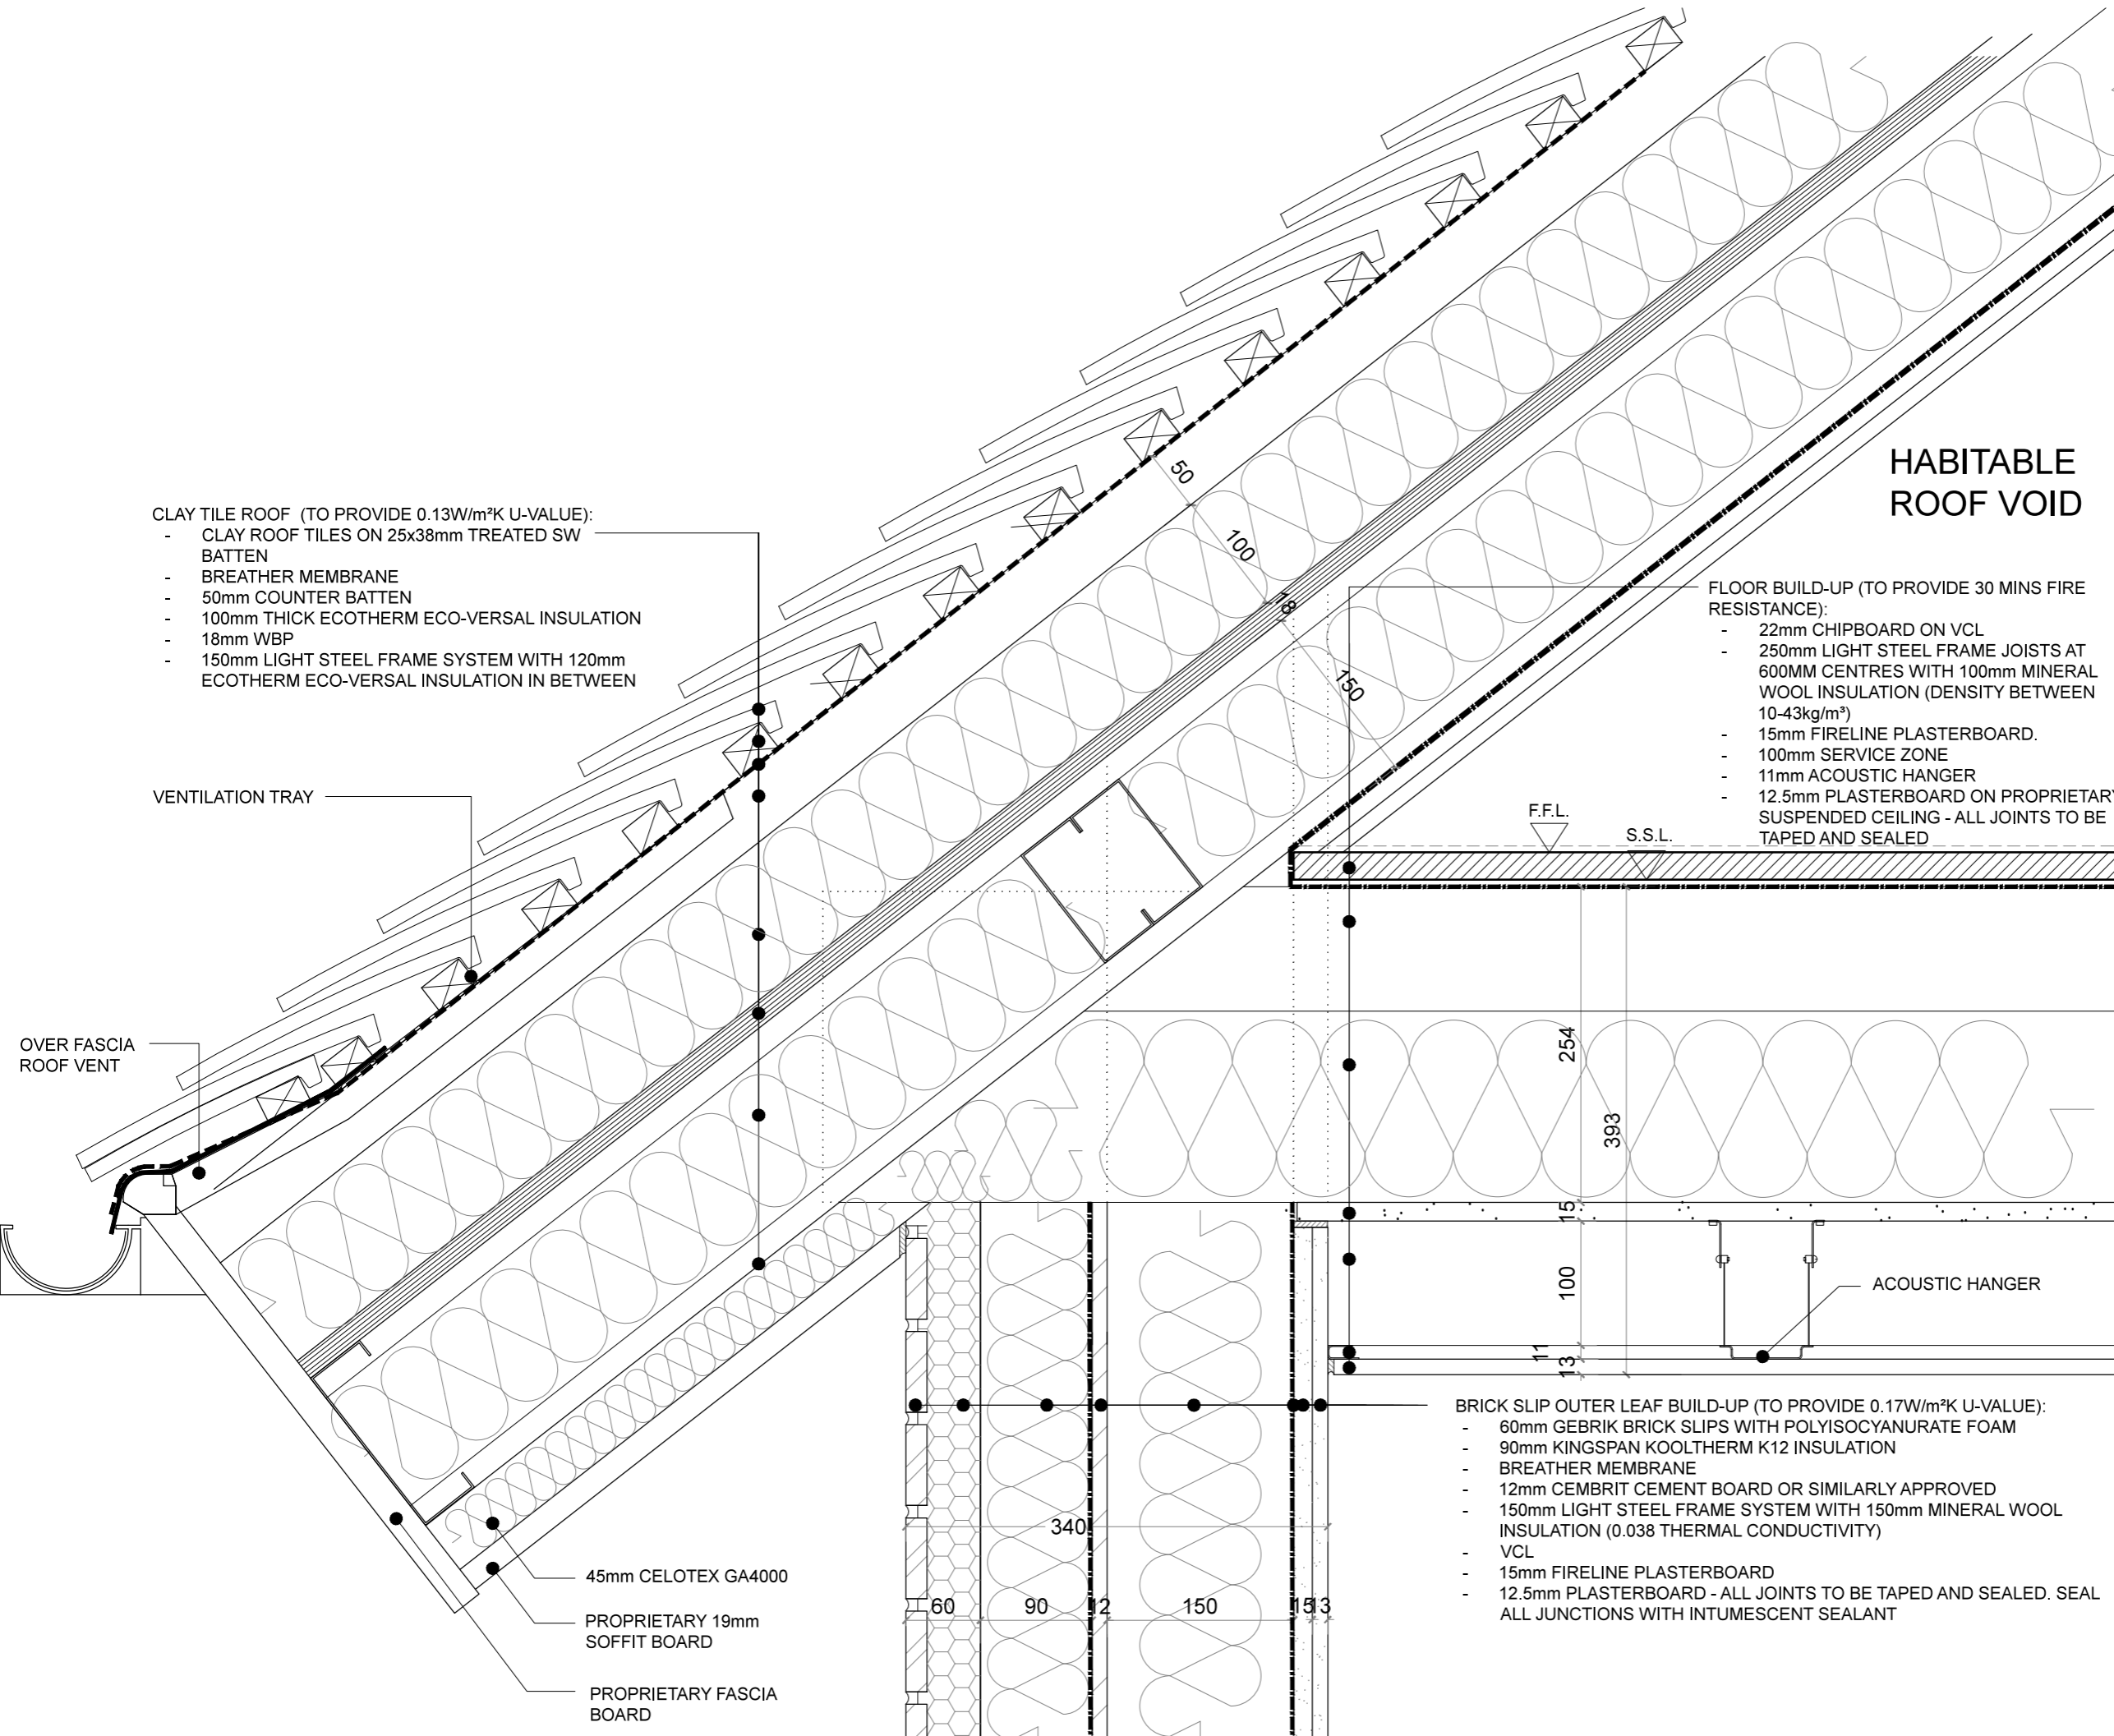 HABITABLE
ROOF VOID
CLAY TILE ROOF (TO PROVIDE 0.13W/m²K U-VALUE):
- CLAY ROOF TILES ON 25x38mm TREATED SW
BATTEN
- BREATHER MEMBRANE
- 50mm COUNTER BATTEN
- 100mm THICK ECOTHERM ECO-VERSAL INSULATION
- 18mm WBP
- 150mm LIGHT STEEL FRAME SYSTEM WITH 120mm
ECOTHERM ECO-VERSAL INSULATION IN BETWEEN
VENTILATION TRAY
OVER FASCIA
ROOF VENT
50
100
18
150
FLOOR BUILD-UP (TO PROVIDE 30 MINS FIRE
RESISTANCE):
- 22mm CHIPBOARD ON VCL
- 250mm LIGHT STEEL FRAME JOISTS AT
600MM CENTRES WITH 100mm MINERAL
WOOL INSULATION (DENSITY BETWEEN
10-43kg/m³)
- 15mm FIRELINE PLASTERBOARD.
- 100mm SERVICE ZONE
- 11mm ACOUSTIC HANGER
- 12.5mm PLASTERBOARD ON PROPRIETARY
SUSPENDED CEILING - ALL JOINTS TO BE
TAPED AND SEALED
F.F.L.
S.S.L.
254
393
15
100
11
13
ACOUSTIC HANGER
BRICK SLIP OUTER LEAF BUILD-UP (TO PROVIDE 0.17W/m²K U-VALUE):
- 60mm GEBRIK BRICK SLIPS WITH POLYISOCYANURATE FOAM
- 90mm KINGSPAN KOOLTHERM K12 INSULATION
- BREATHER MEMBRANE
- 12mm CEMBRIT CEMENT BOARD OR SIMILARLY APPROVED
- 150mm LIGHT STEEL FRAME SYSTEM WITH 150mm MINERAL WOOL
INSULATION (0.038 THERMAL CONDUCTIVITY)
- VCL
- 15mm FIRELINE PLASTERBOARD
- 12.5mm PLASTERBOARD - ALL JOINTS TO BE TAPED AND SEALED. SEAL
ALL JUNCTIONS WITH INTUMESCENT SEALANT
340
60 90 12 150 15 13
45mm CELOTEX GA4000
PROPRIETARY 19mm
SOFFIT BOARD
PROPRIETARY FASCIA
BOARD